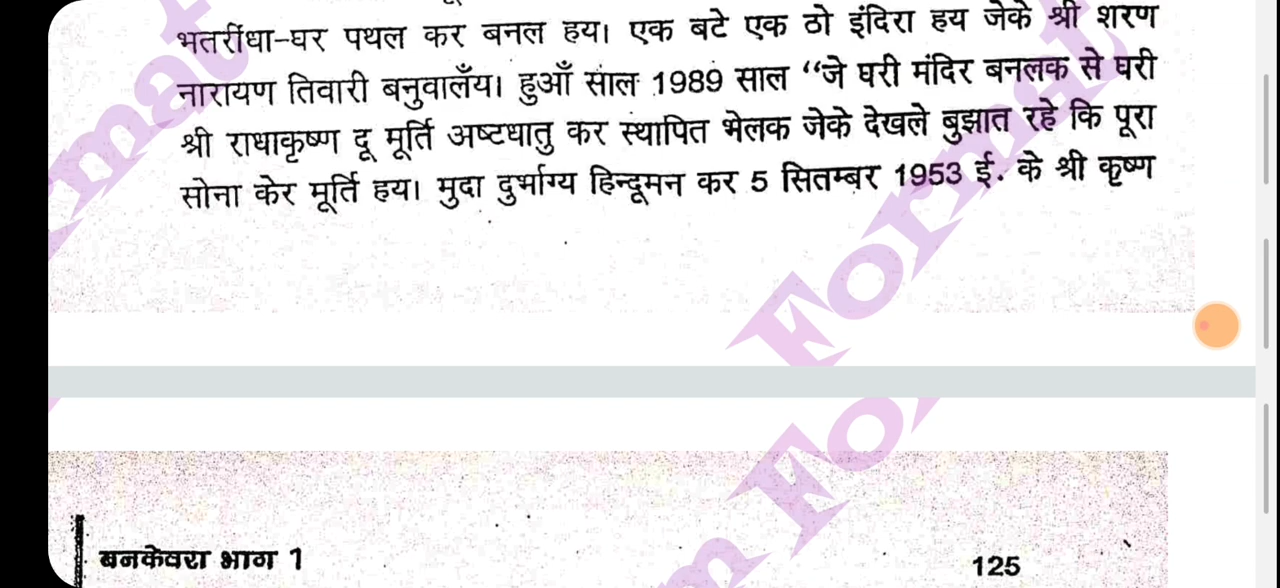 भतरींधा-घर पथल कर बनल हय। एक बटे एक ठो इंदिरा हय जेके श्री शरण
नारायण तिवारी बनुवालँय। हुआँ साल 1989 साल “जे घरी मंदिर बनलक से घरी
श्री राधाकृष्ण दू मूर्ति अष्टधातु कर स्थापित भेलक जेके देखले बुझात रहे कि पूरा
सोना केर मूर्ति हय। मुदा दुर्भाग्य हिन्दूमन कर 5 सितम्बर 1953 ई. के श्री कृष्ण
बनकेवरा भाग 1 125